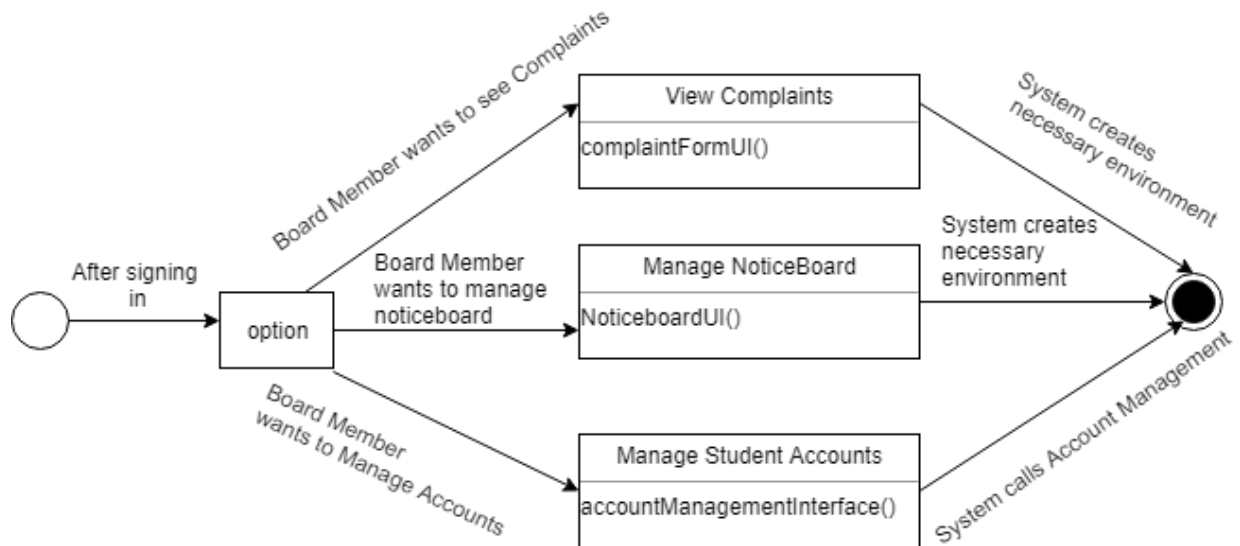 Board Member wants to see Complaints
View Complaints
complaintFormUI()
System creates
necessary environment
After signing
in
option
Board Member
wants to manage
noticeboard
Manage NoticeBoard
NoticeboardUI()
System creates
necessary
environment
Board Member
wants to Manage Accounts
Manage Student Accounts
accountManagementInterface()
System calls Account Management